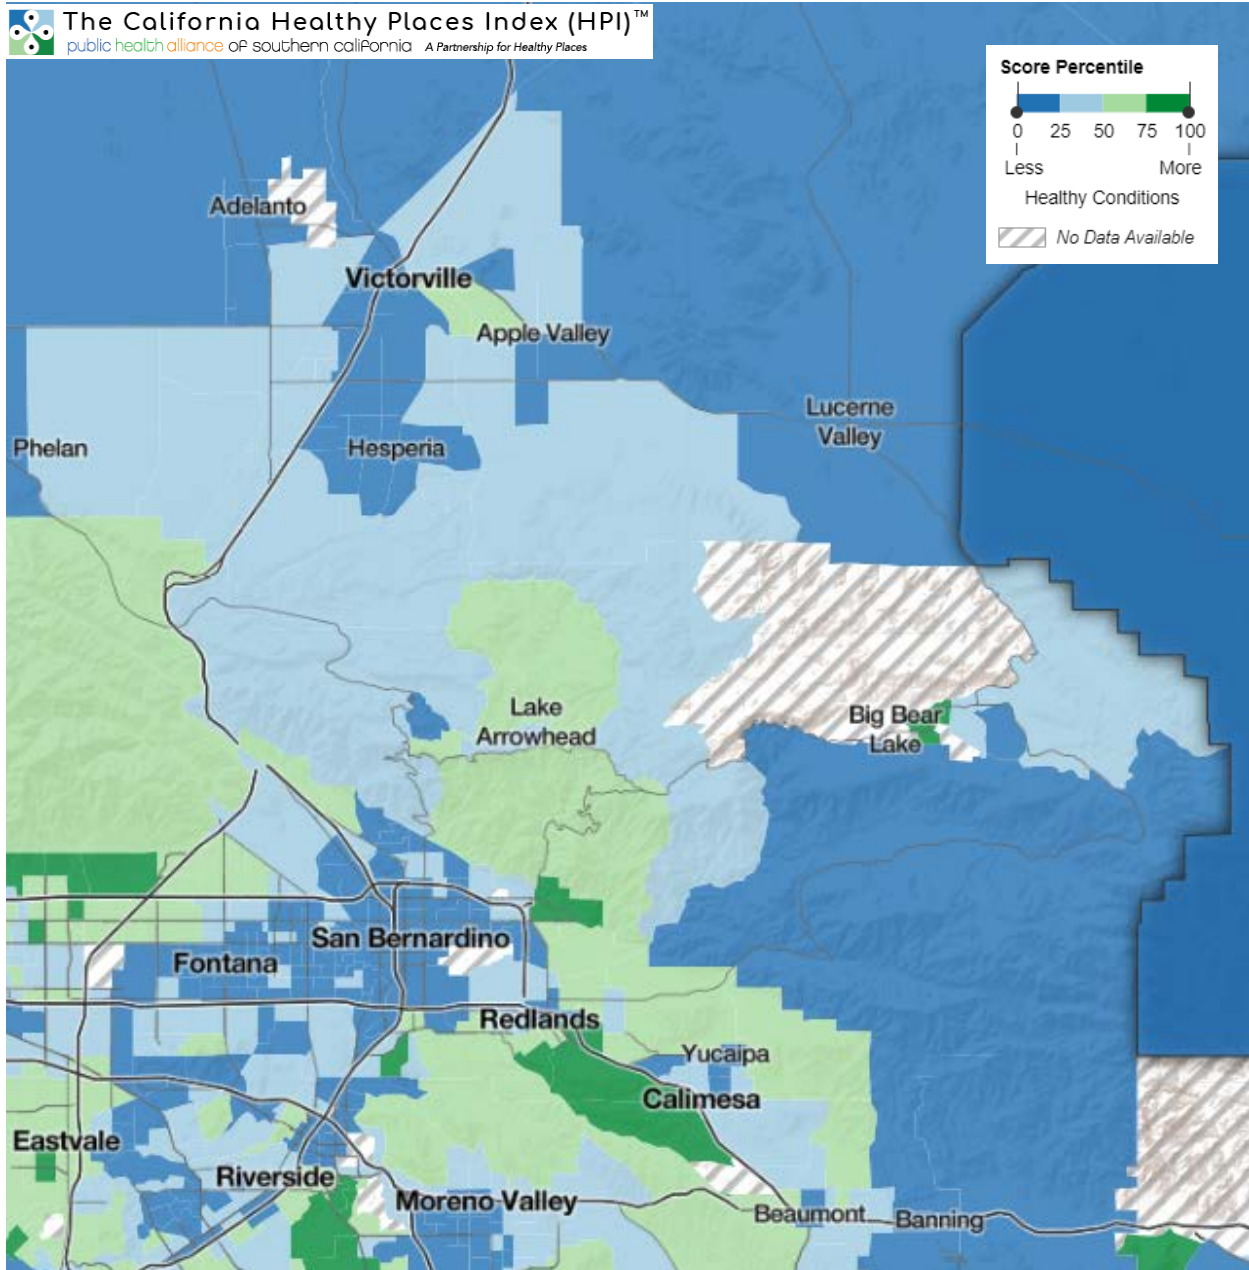 The California Healthy Places Index (HPI)™
public health alliance of southern california A Partnership for Healthy Places
Score Percentile
0 25 50 75 100
Less More
Healthy Conditions
No Data Available
Adelanto
Victorville
Apple Valley
Lucerne
Valley
Phelan
Hesperia
Lake
Arrowhead
Big Bear
Lake
San Bernardino
Fontana
Redlands
Yucaipa
Calimesa
Eastvale
Riverside
Moreno Valley
Beaumont
Banning